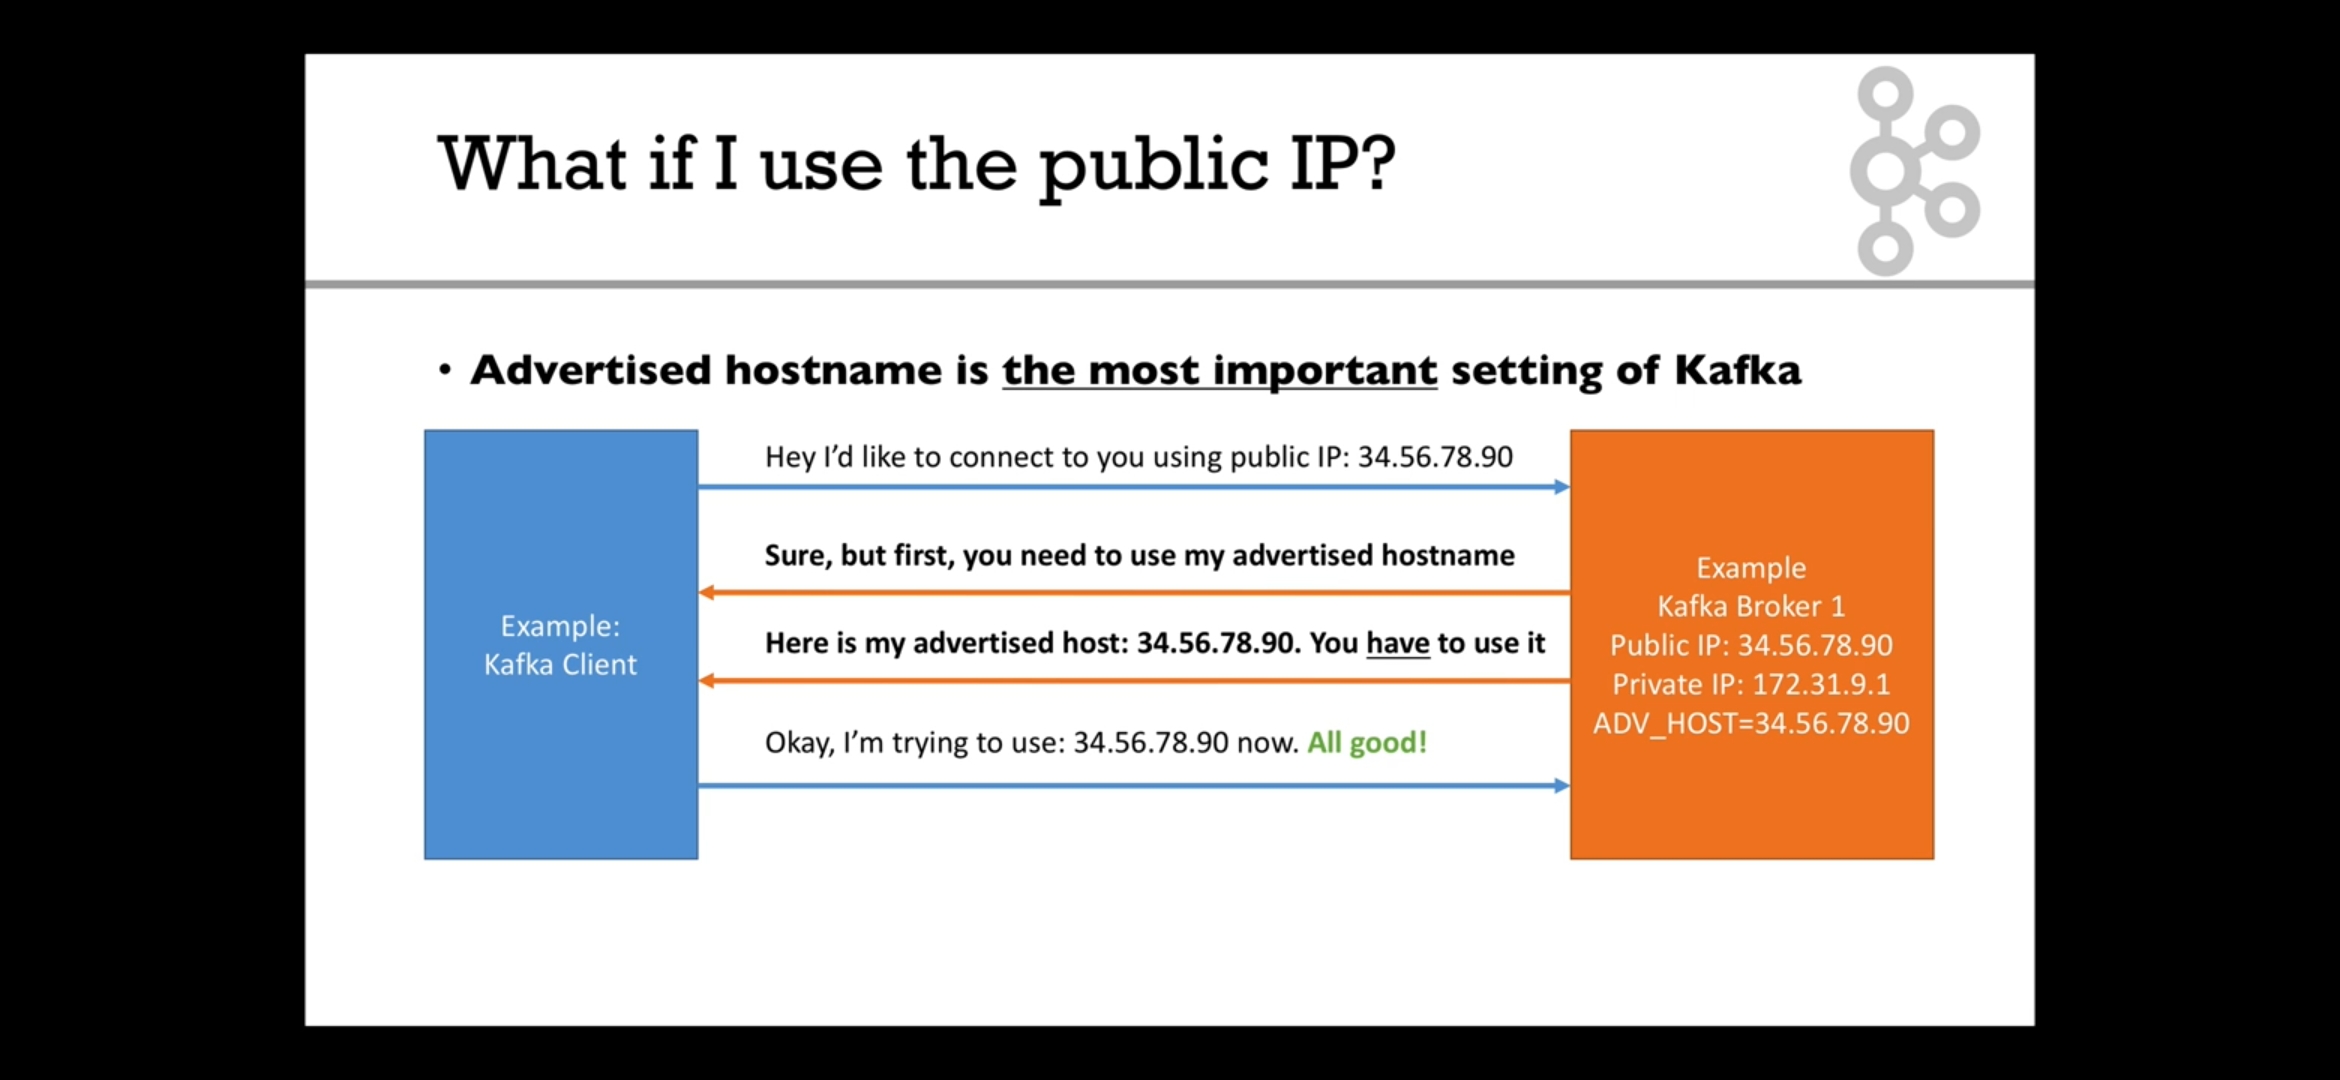 What if I use the public IP?
• Advertised hostname is the most important setting of Kafka
Hey I’d like to connect to you using public IP: 34.56.78.90
Sure, but first, you need to use my advertised hostname
Here is my advertised host: 34.56.78.90. You have to use it
Okay, I’m trying to use: 34.56.78.90 now. All good!
Example:
Kafka Client
Example
Kafka Broker 1
Public IP: 34.56.78.90
Private IP: 172.31.9.1
ADV_HOST=34.56.78.90